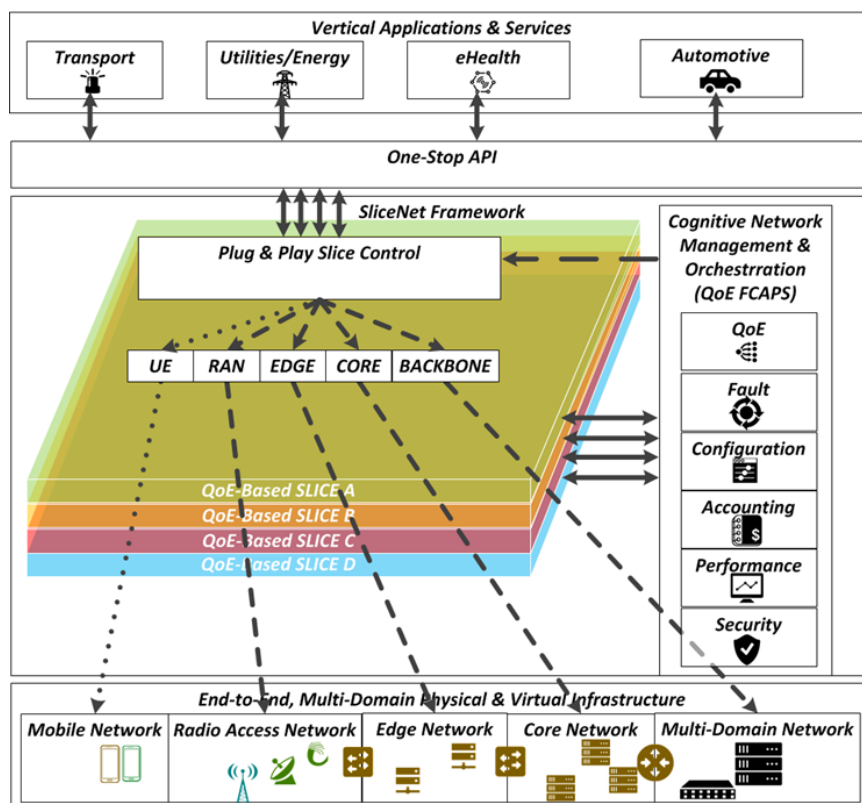 Vertical Applications & Services
Transport
Utilities/Energy
eHealth
Automotive
One-Stop API
SliceNet Framework
Plug & Play Slice Control
UE
RAN
EDGE
CORE
BACKBONE
QoE-Based SLICE A
QoE-Based SLICE B
QoE-Based SLICE C
QoE-Based SLICE D
Cognitive Network
Management &
Orchestrration
(QoE FCAPS)
QoE
Fault
Configuration
Accounting
$
Performance
Security
End-to-End, Multi-Domain Physical & Virtual Infrastructure
Mobile Network
Radio Access Network
Edge Network
Core Network
Multi-Domain Network